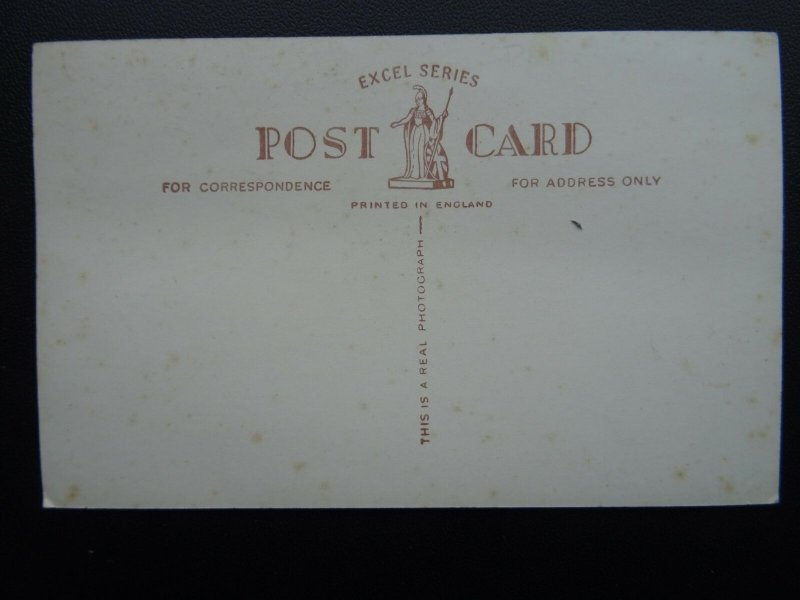 EXCEL SERIES
POST CARD
FOR CORRESPONDENCE
FOR ADDRESS ONLY
PRINTED IN ENGLAND
THIS IS A REAL PHOTOGRAPH